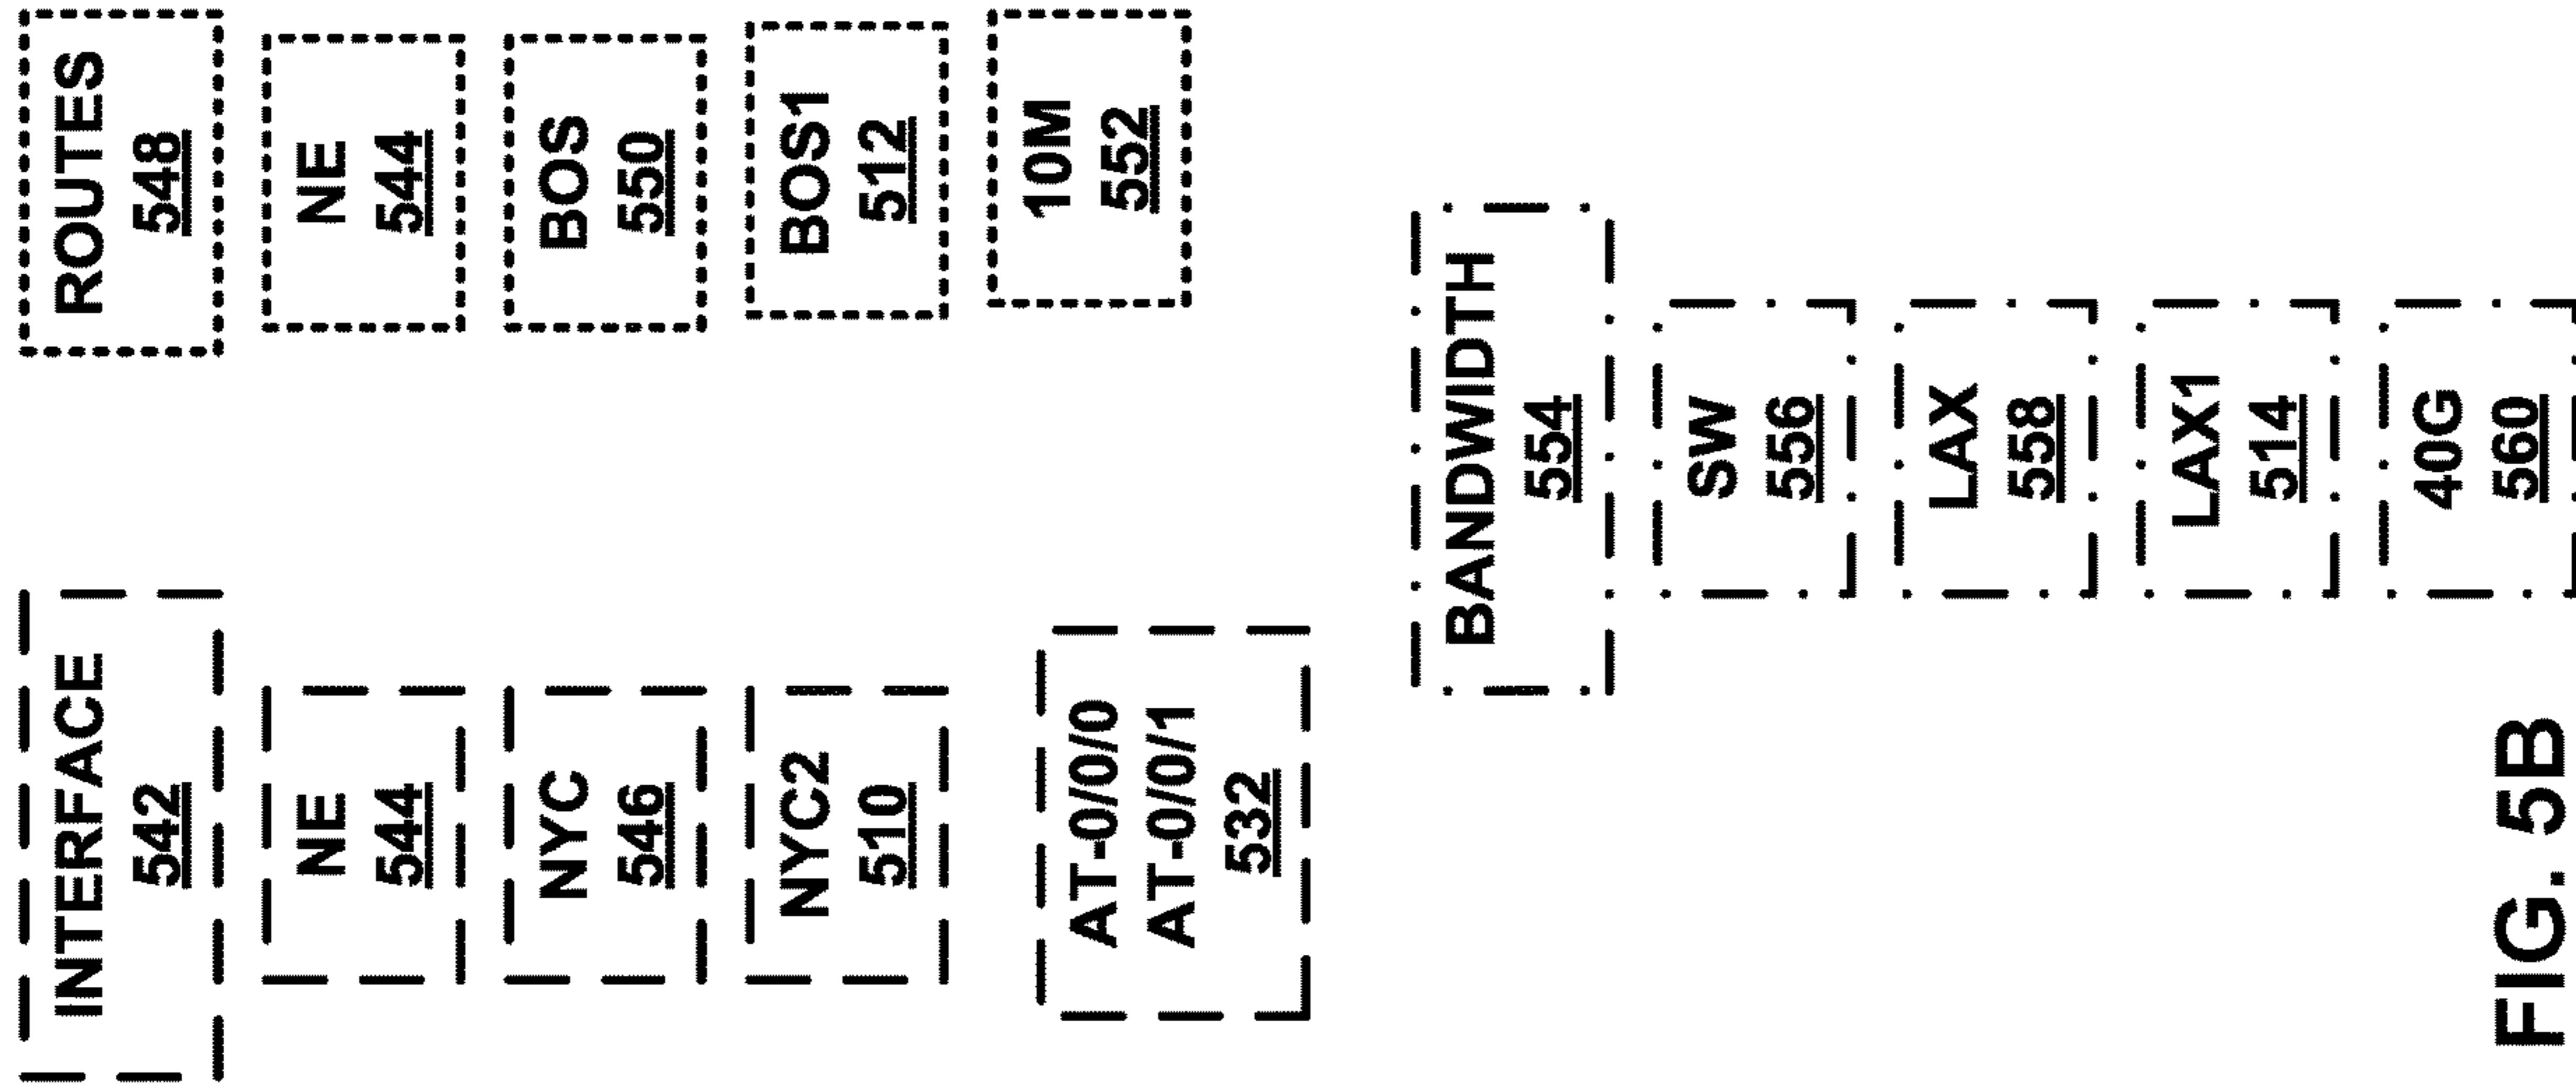 INTERFACE
542
NE
544
NYC
546
NYC2
510
AT-0/0/0
AT-0/0/1
532
ROUTES
548
NE
544
BOS
550
BOS1
512
10M
552
BANDWIDTH
554
SW
556
LAX
558
LAX1
514
40G
560
FIG. 5B